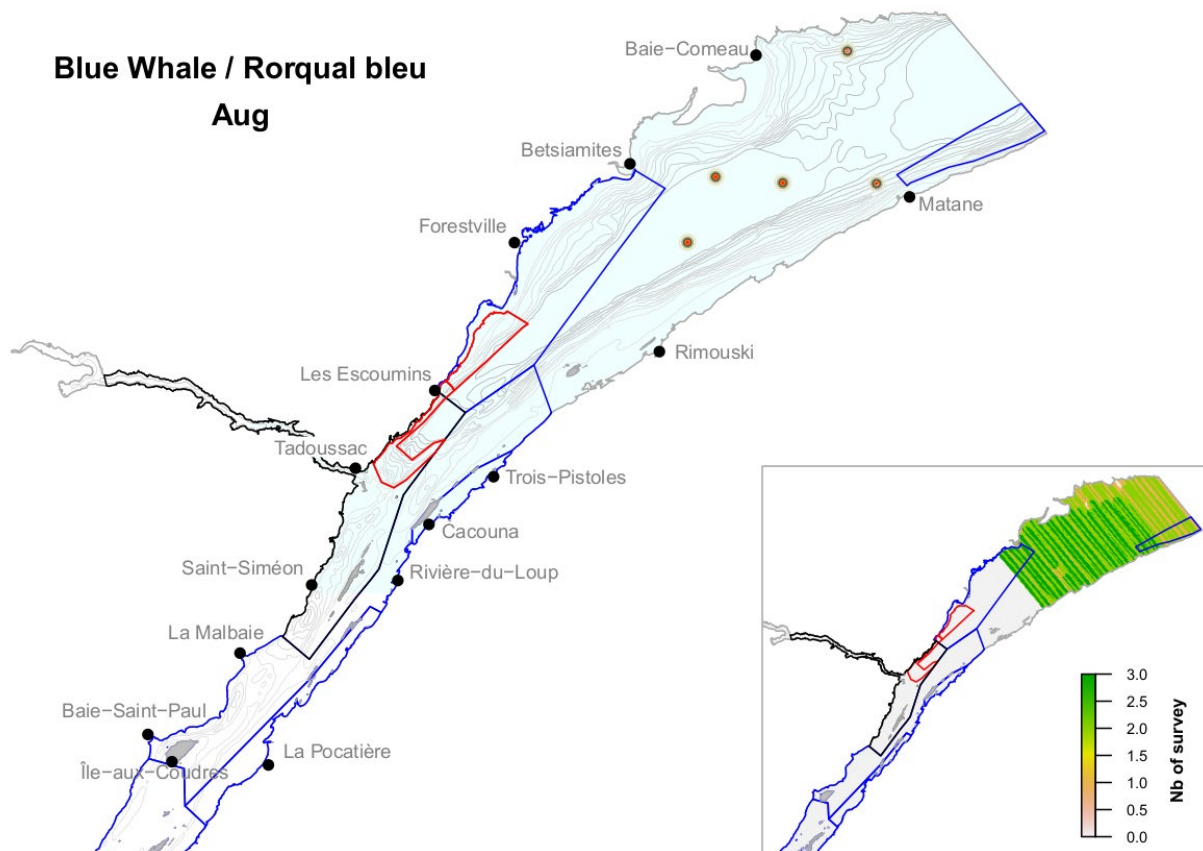 Blue Whale / Rorqual bleu
Aug
Baie−Comeau
Betsiamites
Forestville
Matane
Rimouski
Les Escoumins
Tadoussac
Trois−Pistoles
Cacouna
Saint−Siméon
Rivière−du−Loup
La Malbaie
Baie−Saint−Paul
La Pocatière
Île−aux−Coudres
3.0
2.5
2.0
1.5
1.0
0.5
0.0
Nb of survey